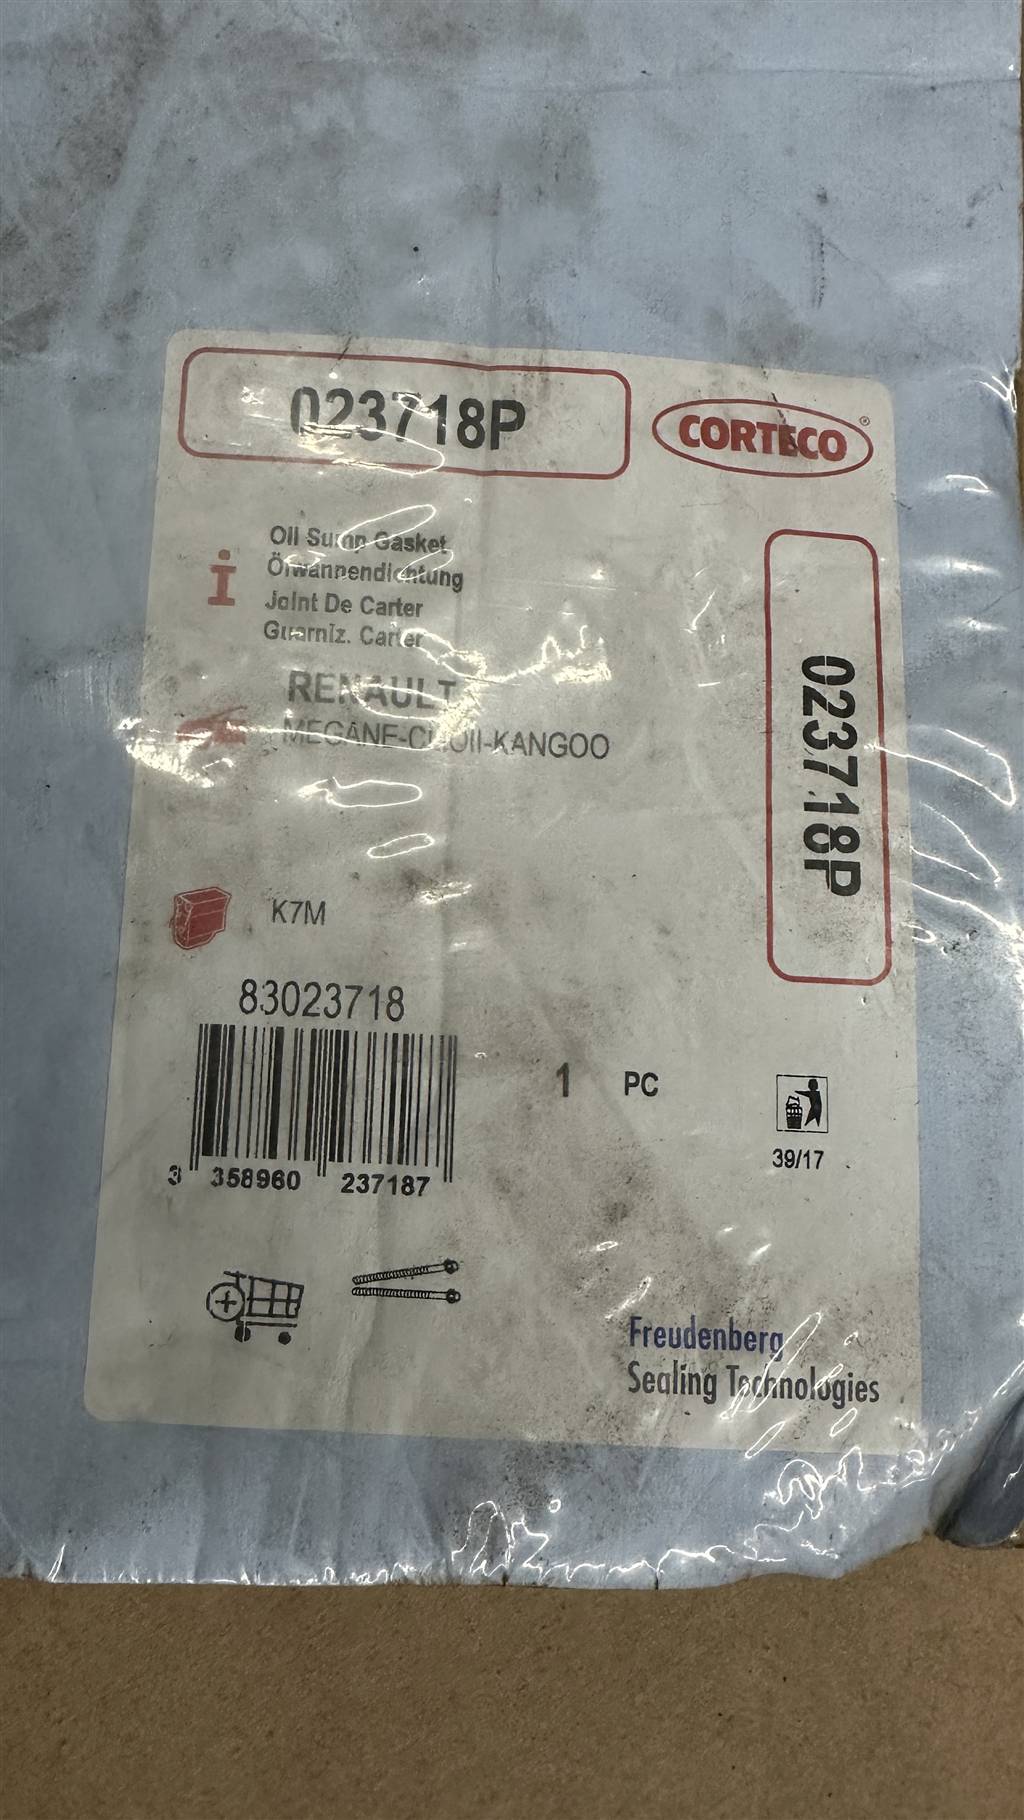 023718P
CORTECO®
i
Oil Sump Gasket
Ölwannendichtung
Joint De Carter
Guarniz. Carter
RENAULT
MEGANE-CLIOII-KANGOO
023718P
K7M
83023718
1 PC
3 358960 237187
39/17
Freudenberg
Sealing Technologies